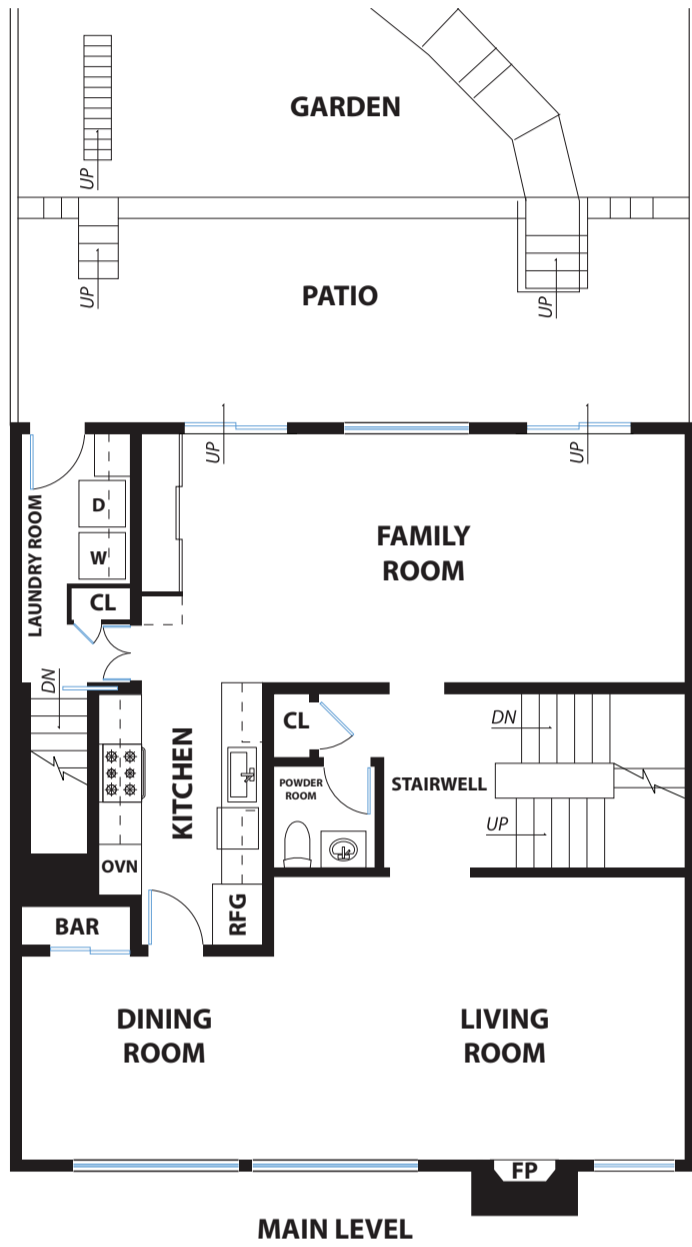 GARDEN
UP
UP
PATIO
UP
UP
UP
LAUNDRY ROOM
D
W
CL
FAMILY
ROOM
DN
KITCHEN
CL
POWDER
ROOM
STAIRWELL
DN
UP
OVN
RFG
BAR
DINING
ROOM
LIVING
ROOM
FP
MAIN LEVEL